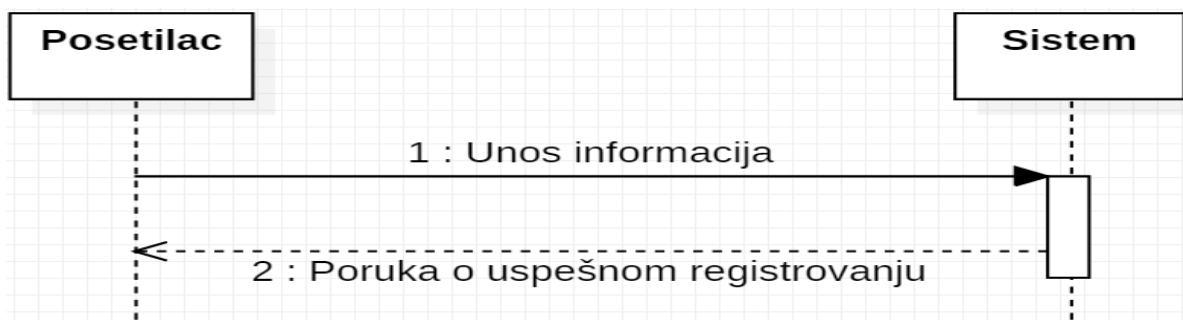 Posetilac
Sistem
1 : Unos informacija
2 : Poruka o uspešnom registrovanju